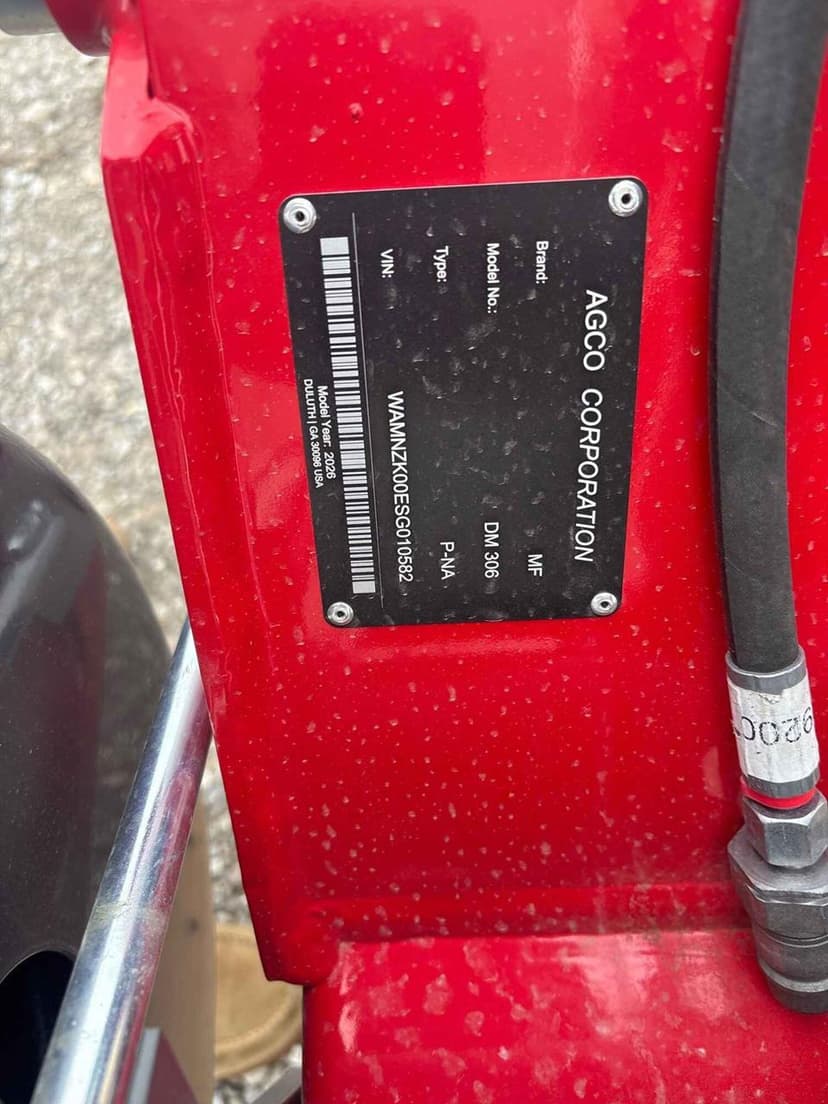 AGCO CORPORATION
Brand: MF
Model No.: DM 306
Type: P-NA
VIN: WAMNZK00ESG010582
Model Year: 2026
DULUTH | GA 30096 USA
920C